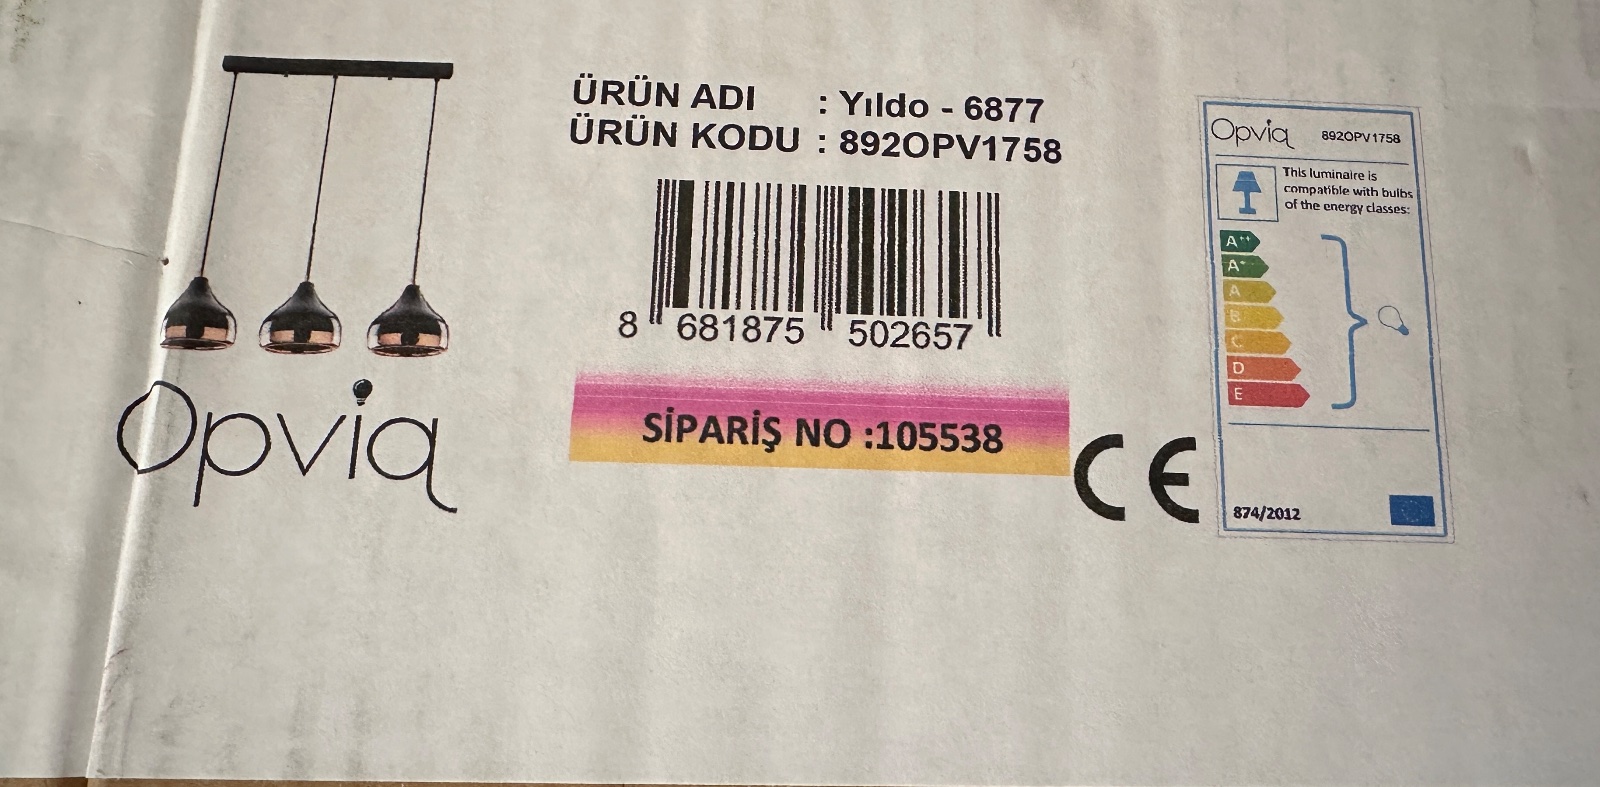 Opviq
ÜRÜN ADI : Yıldo - 6877
ÜRÜN KODU : 892OPV1758
8 681875 502657
SİPARİŞ NO :105538
CE
Opviq 892OPV1758
This luminaire is
compatible with bulbs
of the energy classes:
A++
A+
A
B
C
D
E
874/2012